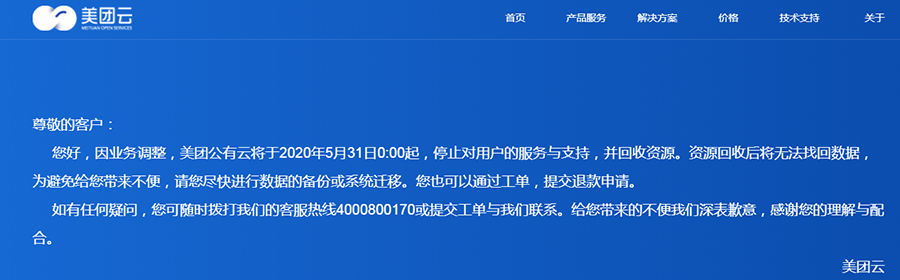 美团云
MEITUAN OPEN SERVICES
首页 产品服务 解决方案 价格 技术支持 关于
尊敬的客户：
您好，因业务调整，美团公有云将于2020年5月31日0:00起，停止对用户的服务与支持，并回收资源。资源回收后将无法找回数据，
为避免给您带来不便，请您尽快进行数据的备份或系统迁移。您也可以通过工单，提交退款申请。
如有任何疑问，您可随时拨打我们的客服热线4000800170或提交工单与我们联系。给您带来的不便我们深表歉意，感谢您的理解与配
合。
美团云